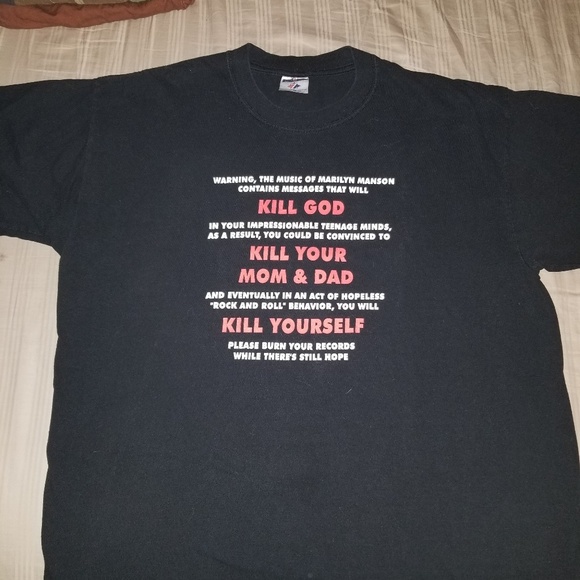 WARNING, THE MUSIC OF MARILYN MANSON
CONTAINS MESSAGES THAT WILL
KILL GOD
IN YOUR IMPRESSIONABLE TEENAGE MINDS,
AS A RESULT, YOU COULD BE CONVINCED TO
KILL YOUR
MOM & DAD
AND EVENTUALLY IN AN ACT OF HOPELESS
"ROCK AND ROLL" BEHAVIOR, YOU WILL
KILL YOURSELF
PLEASE BURN YOUR RECORDS
WHILE THERE'S STILL HOPE